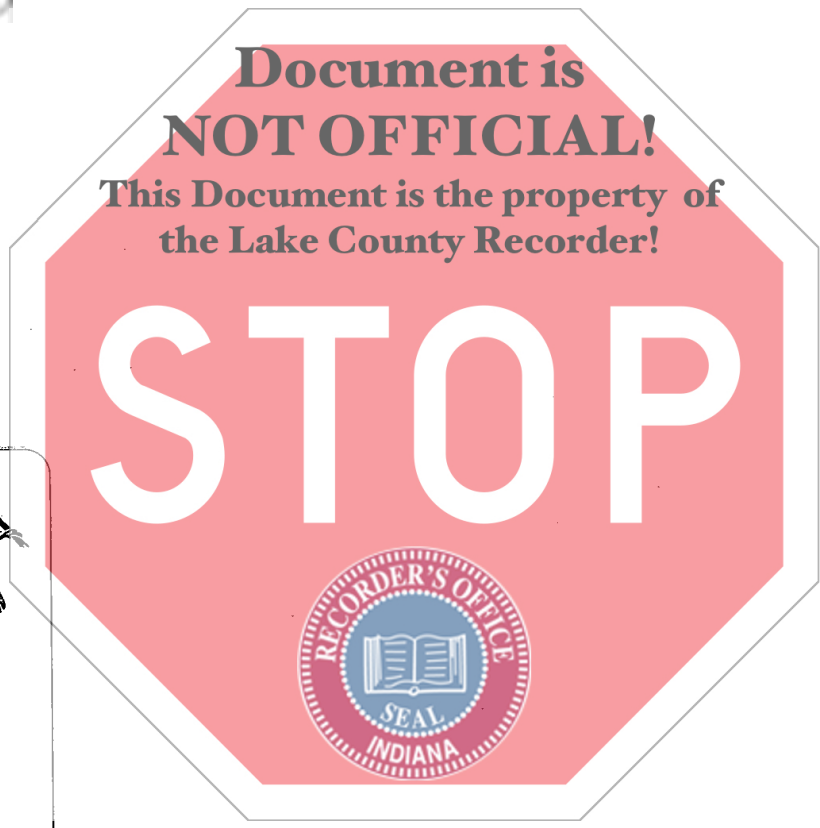 Document is
NOT OFFICIAL!
This Document is the property of
the Lake County Recorder!
STOP
RECORDER'S OFFICE
SEAL
INDIANA